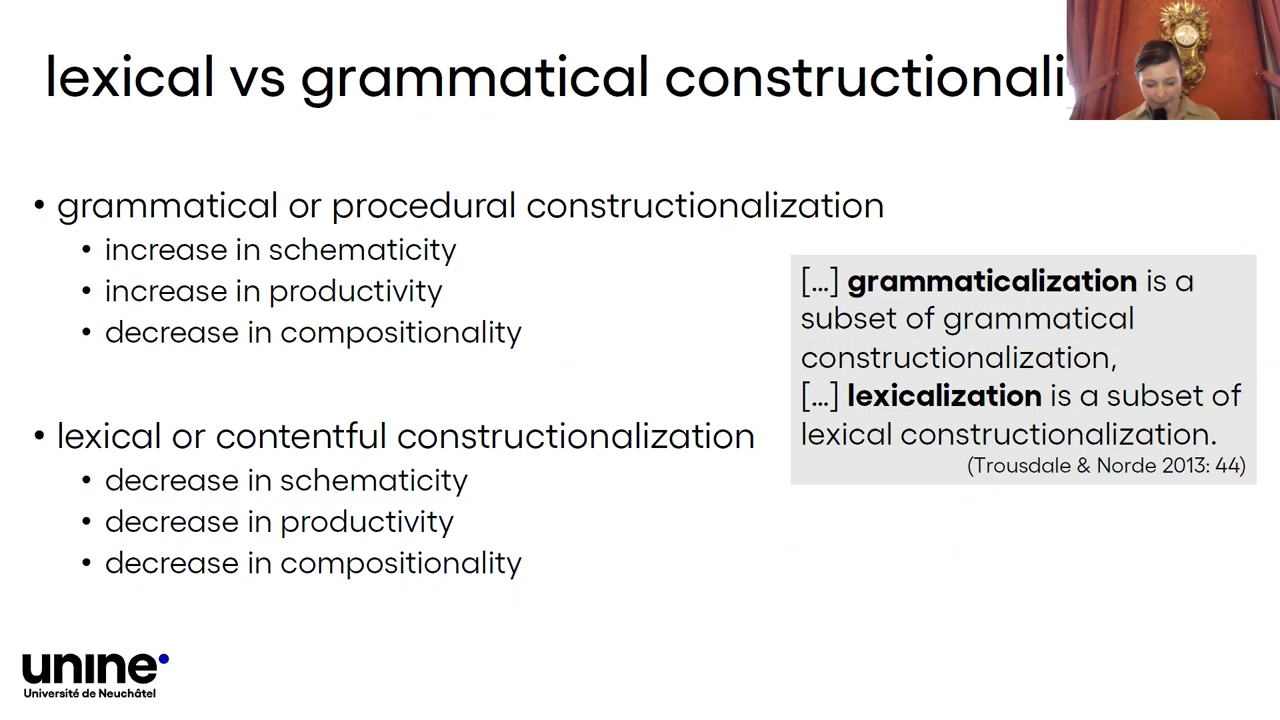 lexical vs grammatical constructionali
• grammatical or procedural constructionalization
• increase in schematicity
• increase in productivity
• decrease in compositionality
• lexical or contentful constructionalization
• decrease in schematicity
• decrease in productivity
• decrease in compositionality
[...] grammaticalization is a
subset of grammatical
constructionalization,
[...] lexicalization is a subset of
lexical constructionalization.
(Trousdale & Norde 2013: 44)
unine
Université de Neuchâtel